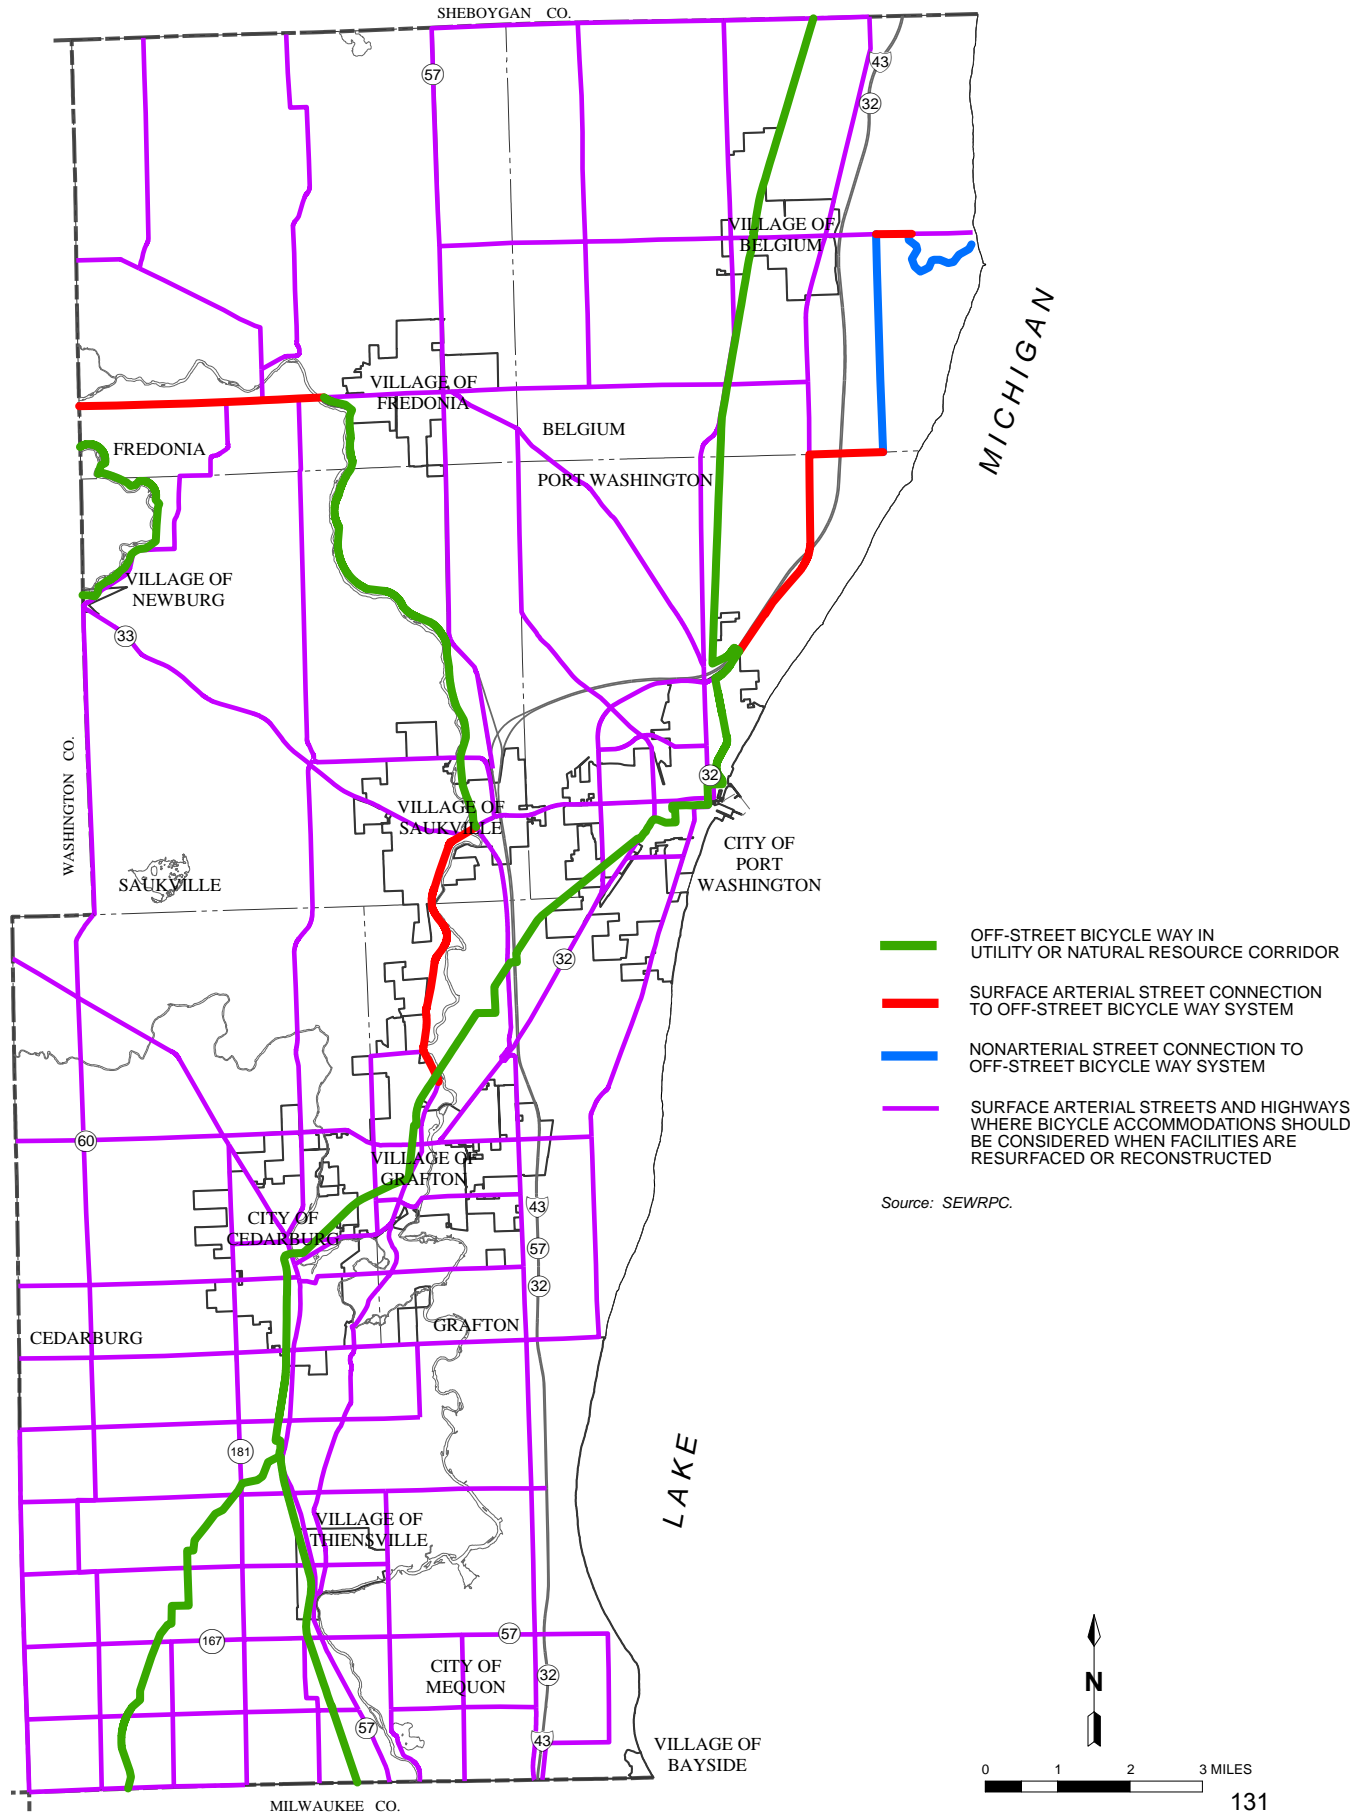 SHEBOYGAN CO.
57
43
32
VILLAGE OF
BELGIUM
MICHIGAN
VILLAGE OF
FREDONIA
BELGIUM
FREDONIA
PORT WASHINGTON
VILLAGE OF
NEWBURG
33
WASHINGTON CO.
32
VILLAGE OF
SAUKVILLE
CITY OF
PORT
WASHINGTON
SAUKVILLE
32
OFF-STREET BICYCLE WAY IN
UTILITY OR NATURAL RESOURCE CORRIDOR
SURFACE ARTERIAL STREET CONNECTION
TO OFF-STREET BICYCLE WAY SYSTEM
NONARTERIAL STREET CONNECTION TO
OFF-STREET BICYCLE WAY SYSTEM
SURFACE ARTERIAL STREETS AND HIGHWAYS
WHERE BICYCLE ACCOMMODATIONS SHOULD
BE CONSIDERED WHEN FACILITIES ARE
RESURFACED OR RECONSTRUCTED
Source: SEWRPC.
60
VILLAGE OF
GRAFTON
43
CITY OF
CEDARBURG
57
32
CEDARBURG
GRAFTON
181
LAKE
VILLAGE OF
THIENSVILLE
167
57
CITY OF
MEQUON
32
57
43
VILLAGE OF
BAYSIDE
MILWAUKEE CO.
N
0 1 2 3 MILES
131